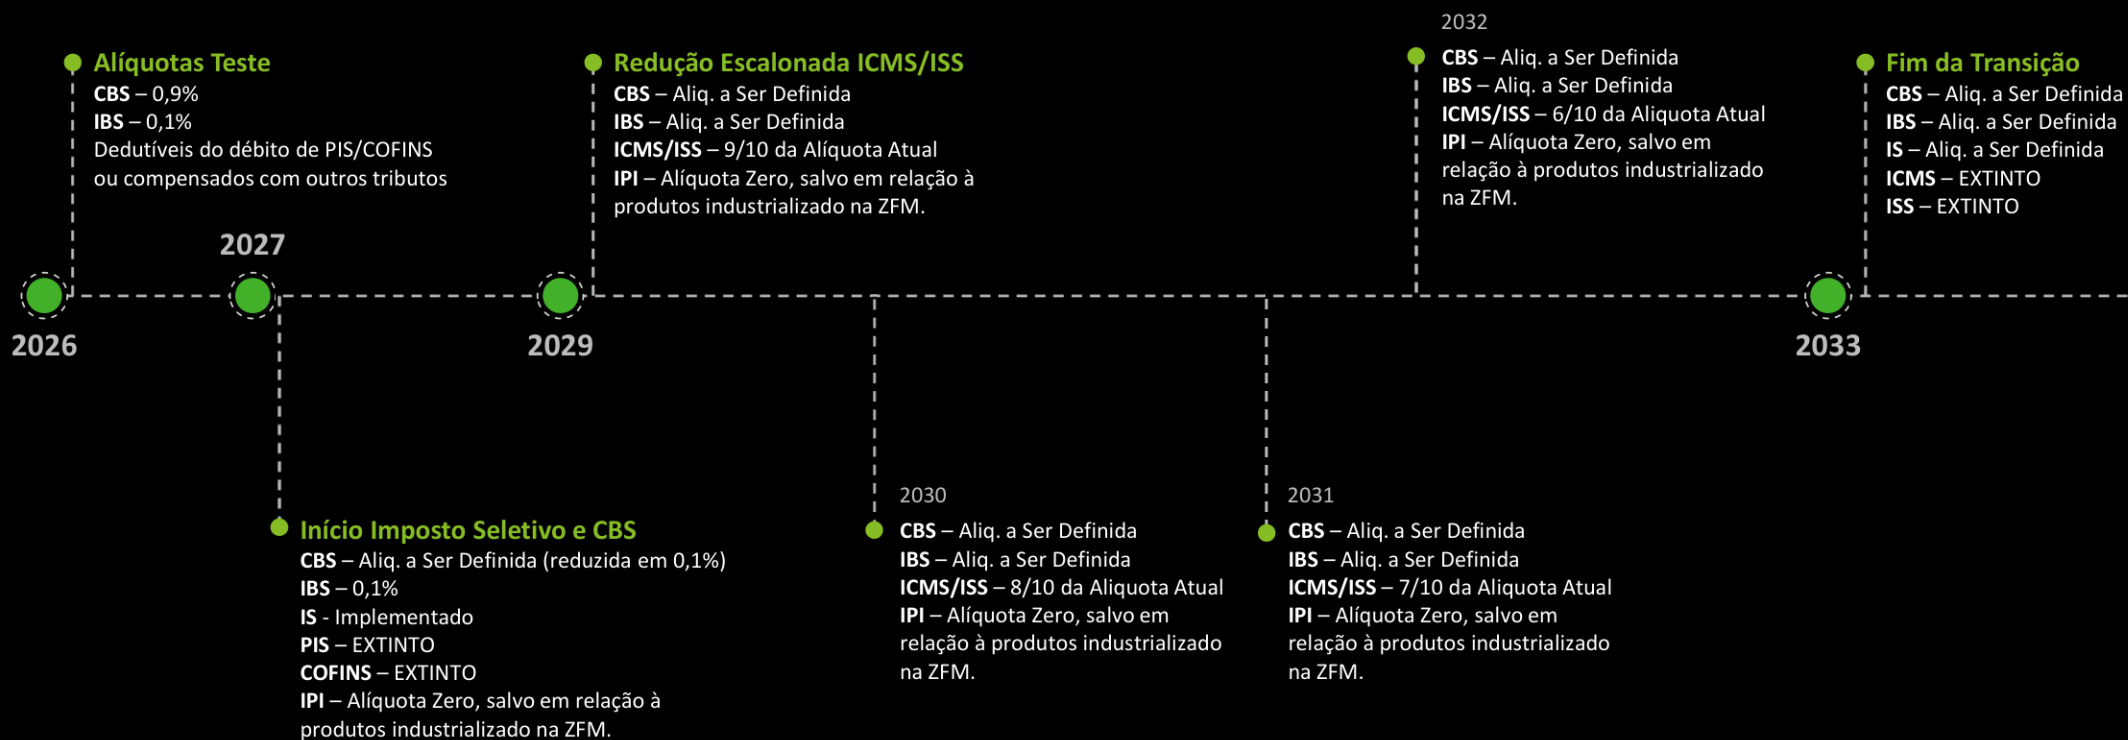 2026
Alíquotas Teste
CBS – 0,9%
IBS – 0,1%
Dedutíveis do débito de PIS/COFINS
ou compensados com outros tributos
2027
Início Imposto Seletivo e CBS
CBS – Aliq. a Ser Definida (reduzida em 0,1%)
IBS – 0,1%
IS - Implementado
PIS – EXTINTO
COFINS – EXTINTO
IPI – Alíquota Zero, salvo em relação à
produtos industrializado na ZFM.
2029
Redução Escalonada ICMS/ISS
CBS – Aliq. a Ser Definida
IBS – Aliq. a Ser Definida
ICMS/ISS – 9/10 da Alíquota Atual
IPI – Alíquota Zero, salvo em relação à
produtos industrializado na ZFM.
2030
CBS – Aliq. a Ser Definida
IBS – Aliq. a Ser Definida
ICMS/ISS – 8/10 da Aliquota Atual
IPI – Alíquota Zero, salvo em
relação à produtos industrializado
na ZFM.
2031
CBS – Aliq. a Ser Definida
IBS – Aliq. a Ser Definida
ICMS/ISS – 7/10 da Aliquota Atual
IPI – Alíquota Zero, salvo em
relação à produtos industrializado
na ZFM.
2032
CBS – Aliq. a Ser Definida
IBS – Aliq. a Ser Definida
ICMS/ISS – 6/10 da Aliquota Atual
IPI – Alíquota Zero, salvo em
relação à produtos industrializado
na ZFM.
2033
Fim da Transição
CBS – Aliq. a Ser Definida
IBS – Aliq. a Ser Definida
IS – Aliq. a Ser Definida
ICMS – EXTINTO
ISS – EXTINTO